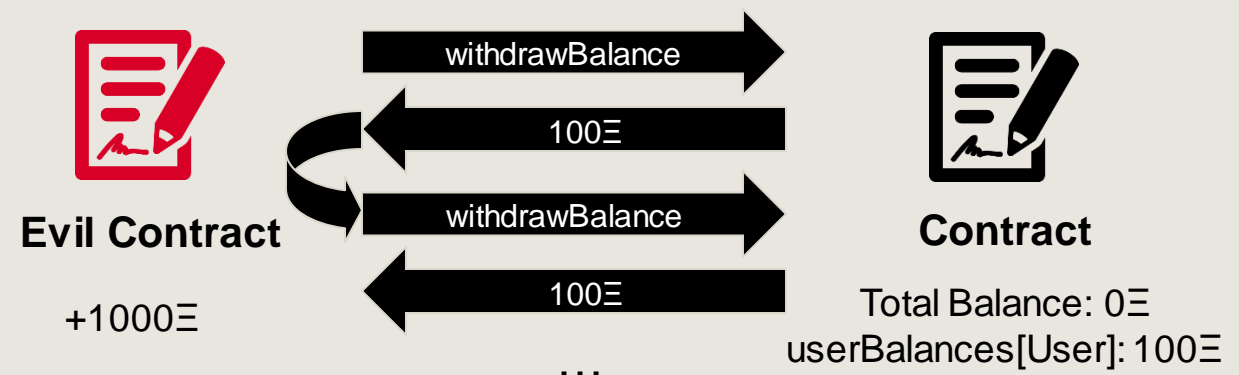 withdrawBalance
100Ξ
withdrawBalance
100Ξ
...
Evil Contract
+1000Ξ
Contract
Total Balance: 0Ξ
userBalances[User]: 100Ξ